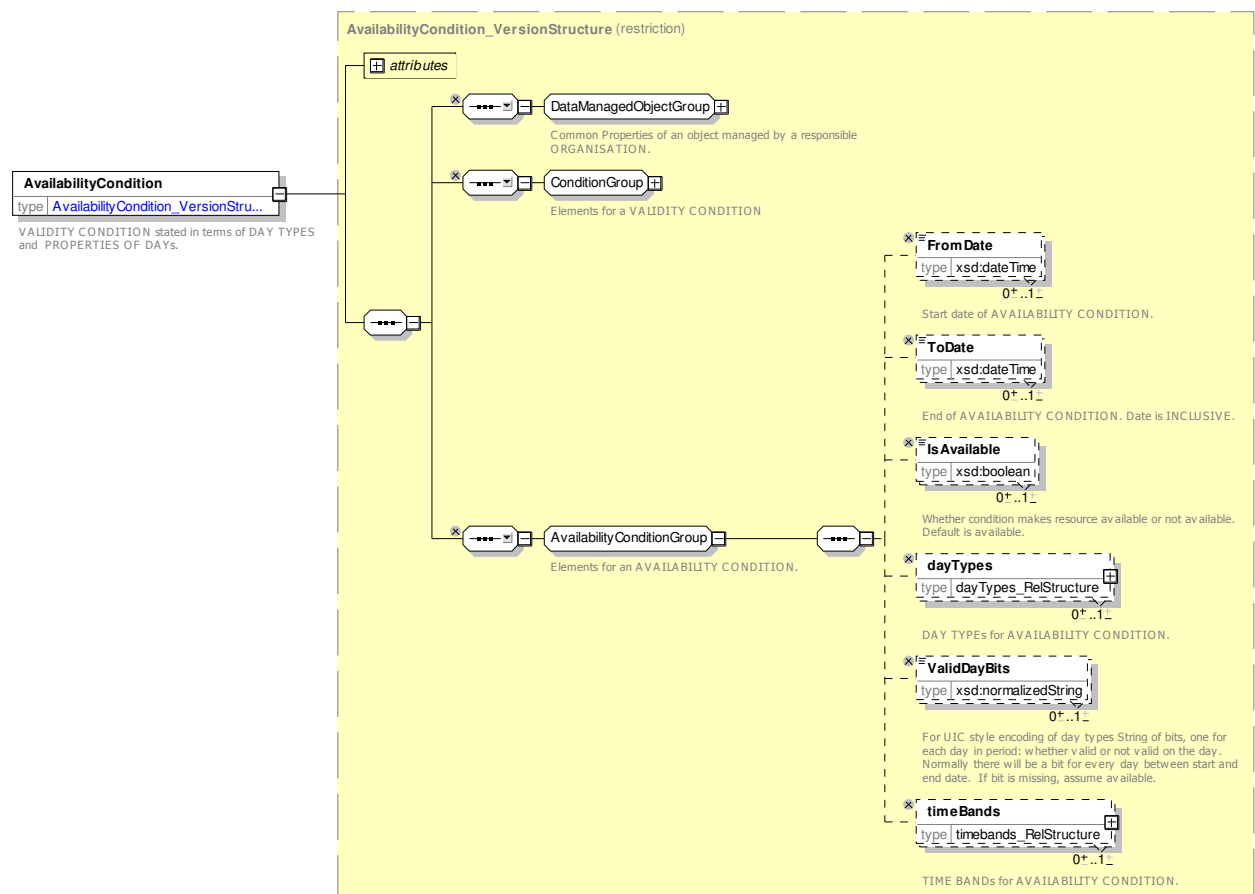 AvailabilityCondition_VersionStructure (restriction)
attributes
DataManagedObjectGroup
Common Properties of an object managed by a responsible
ORGANISATION.
AvailabilityCondition
type AvailabilityCondition_VersionStru...
VALIDITY CONDITION stated in terms of DAY TYPES
and PROPERTIES OF DAYs.
ConditionGroup
Elements for a VALIDITY CONDITION
FromDate
type xsd:dateTime
0..1
Start date of AVAILABILITY CONDITION.
ToDate
type xsd:dateTime
0..1
End of AVAILABILITY CONDITION. Date is INCLUSIVE.
IsAvailable
type xsd:boolean
0..1
Whether condition makes resource available or not available.
Default is available.
AvailabilityConditionGroup
Elements for an AVAILABILITY CONDITION.
dayTypes
type dayTypes_RelStructure
0..1
DAY TYPEs for AVAILABILITY CONDITION.
ValidDayBits
type xsd:normalizedString
0..1
For UIC style encoding of day types String of bits, one for
each day in period: whether valid or not valid on the day.
Normally there will be a bit for every day between start and
end date. If bit is missing, assume available.
timeBands
type timebands_RelStructure
0..1
TIME BANDs for AVAILABILITY CONDITION.